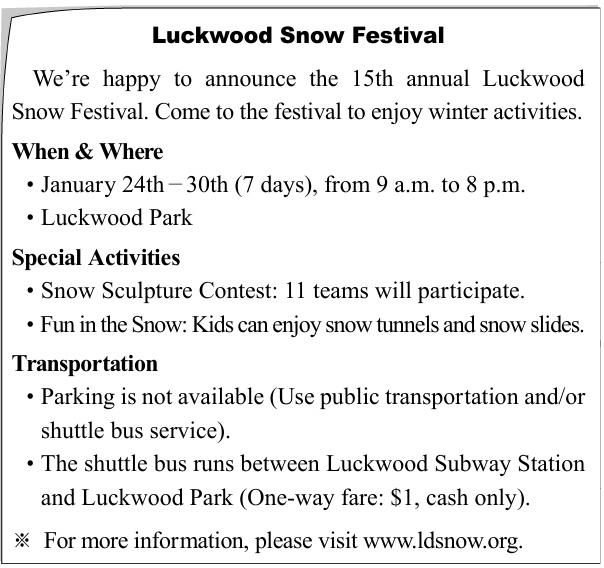 Luckwood Snow Festival
We're happy to announce the 15th annual Luckwood
Snow Festival. Come to the festival to enjoy winter activities.
When & Where
• January 24th－30th (7 days), from 9 a.m. to 8 p.m.
• Luckwood Park
Special Activities
• Snow Sculpture Contest: 11 teams will participate.
• Fun in the Snow: Kids can enjoy snow tunnels and snow slides.
Transportation
• Parking is not available (Use public transportation and/or
shuttle bus service).
• The shuttle bus runs between Luckwood Subway Station
and Luckwood Park (One-way fare: $1, cash only).
※ For more information, please visit www.ldsnow.org.